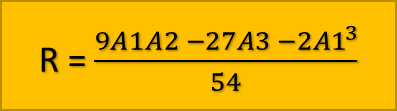 R = (9A1A2 −27A3 −2A1³) / 54